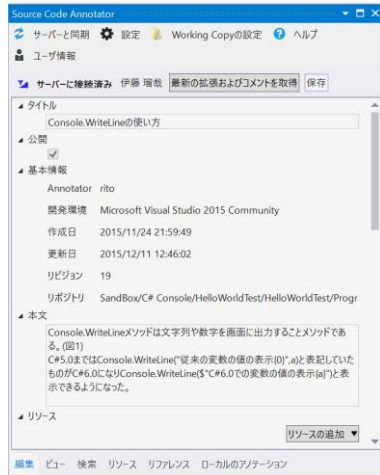 Source Code Annotator
サーバーと同期 設定 Working Copyの設定 ヘルプ
ユーザ情報
サーバーに接続済み 伊藤 瑠哉 最新の拡張およびコメントを取得 保存
タイトル
Console.WriteLineの使い方
公開
基本情報
Annotator rito
開発環境 Microsoft Visual Studio 2015 Community
作成日 2015/11/24 21:59:49
更新日 2015/12/11 12:46:02
リビジョン 19
リポジトリ SandBox/C# Console/HelloWorldTest/HelloWorldTest/Progr
本文
Console.WriteLineメソッドは文字列や数字を画面に出力することメソッドであ
る。(図1)
C#5.0まではConsole.WriteLine("従来の変数の値の表示{0}",a)と表記していた
ものがC#6.0になりConsole.WriteLine($"C#6.0での変数の値の表示{a}")と表
示できるようになった。
リソース
リソースの追加
編集 ビュー 検索 リソース リファレンス ローカルのアノテーション